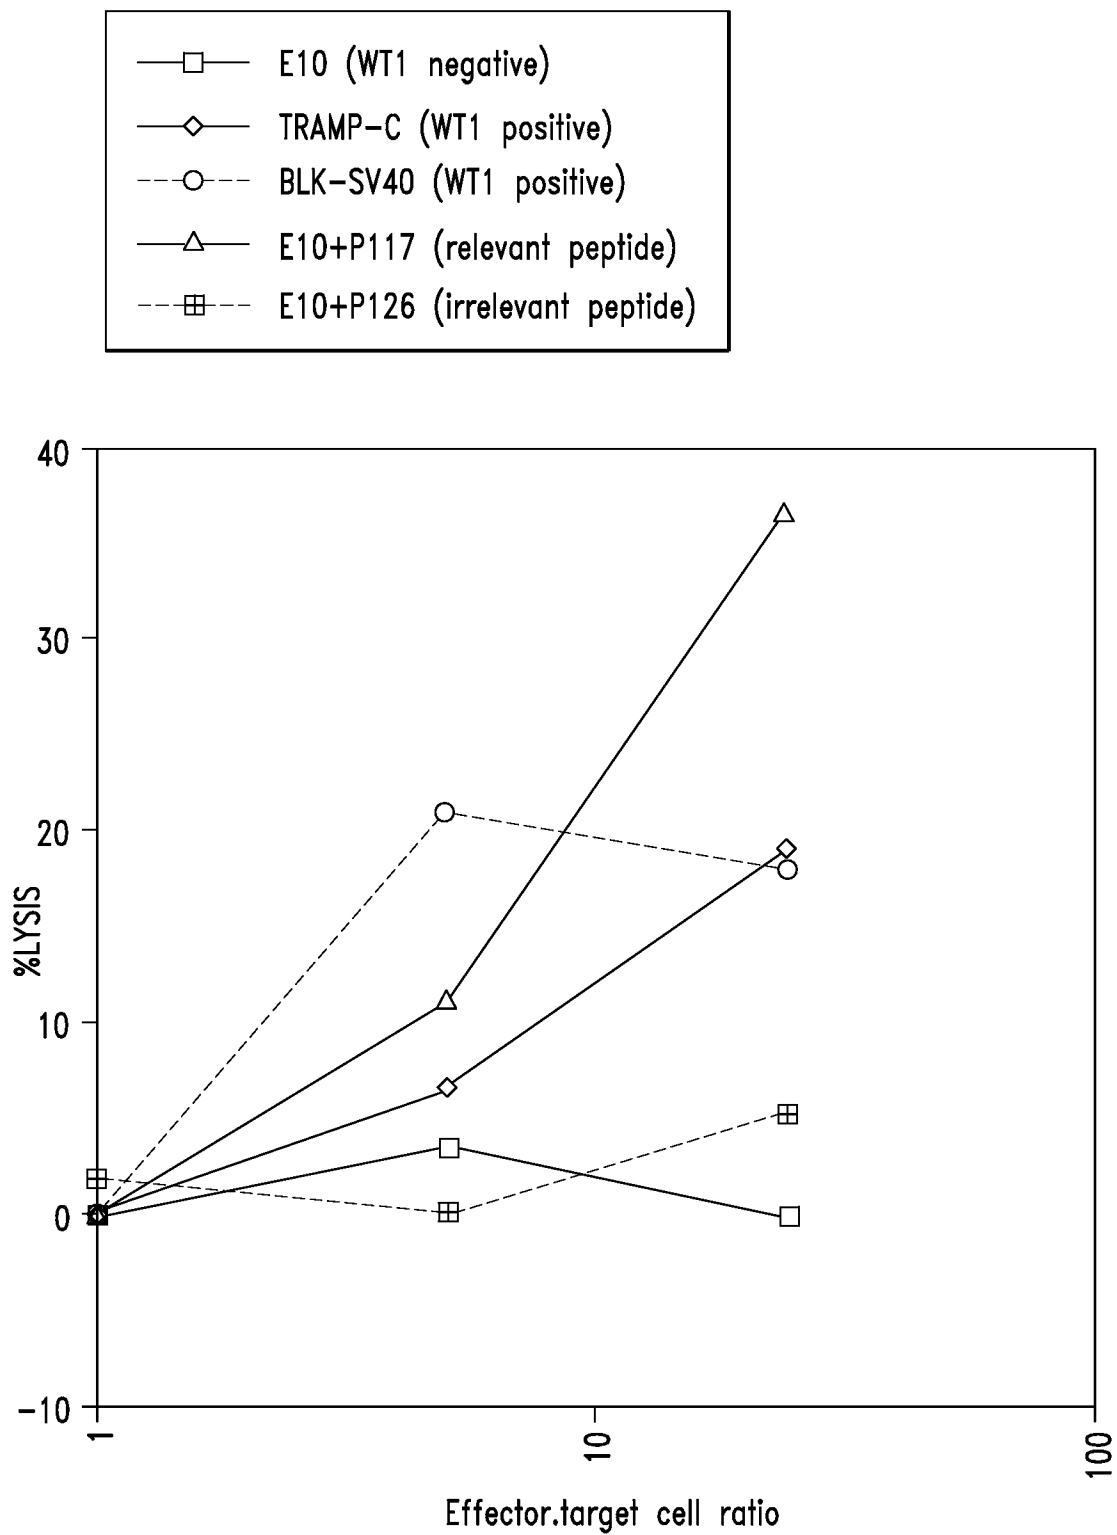 E10 (WT1 negative)
TRAMP-C (WT1 positive)
BLK-SV40 (WT1 positive)
E10+P117 (relevant peptide)
E10+P126 (irrelevant peptide)
40
30
20
10
0
-10
%LYSIS
1
10
100
Effector.target cell ratio